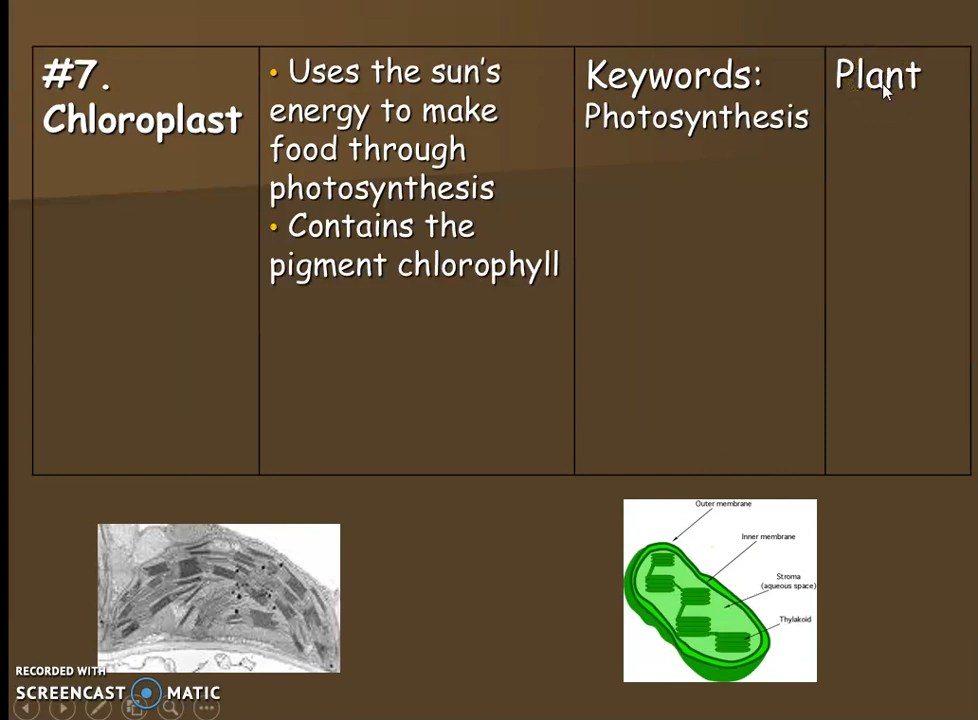 #7.
Chloroplast
• Uses the sun's
energy to make
food through
photosynthesis
• Contains the
pigment chlorophyll
Keywords:
Photosynthesis
Plant
Outer membrane
Inner membrane
Stroma
(aqueous space)
Thylakoid
RECORDED WITH
SCREENCAST MATIC